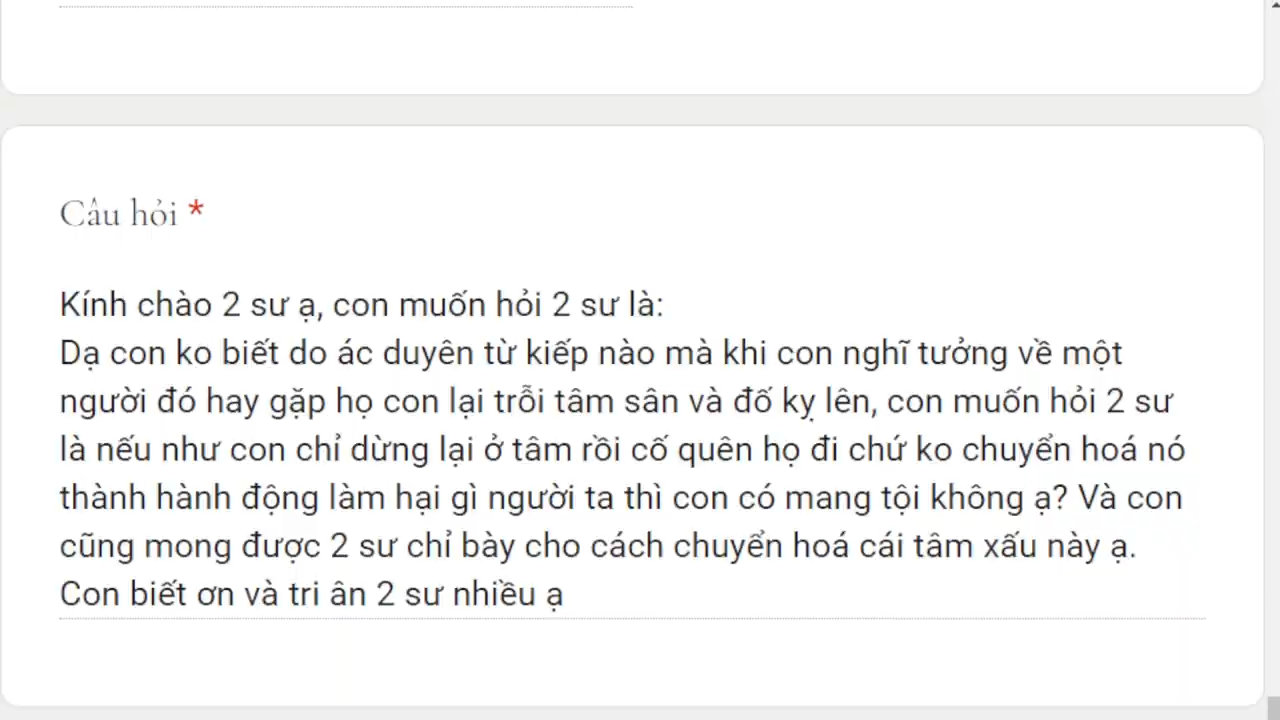 Câu hỏi *
Kính chào 2 sư ạ, con muốn hỏi 2 sư là:
Dạ con ko biết do ác duyên từ kiếp nào mà khi con nghĩ tưởng về một
người đó hay gặp họ con lại trỗi tâm sân và đố kỵ lên, con muốn hỏi 2 sư
là nếu như con chỉ dừng lại ở tâm rồi cố quên họ đi chứ ko chuyển hoá nó
thành hành động làm hại gì người ta thì con có mang tội không ạ? Và con
cũng mong được 2 sư chỉ bày cho cách chuyển hoá cái tâm xấu này ạ.
Con biết ơn và tri ân 2 sư nhiều ạ